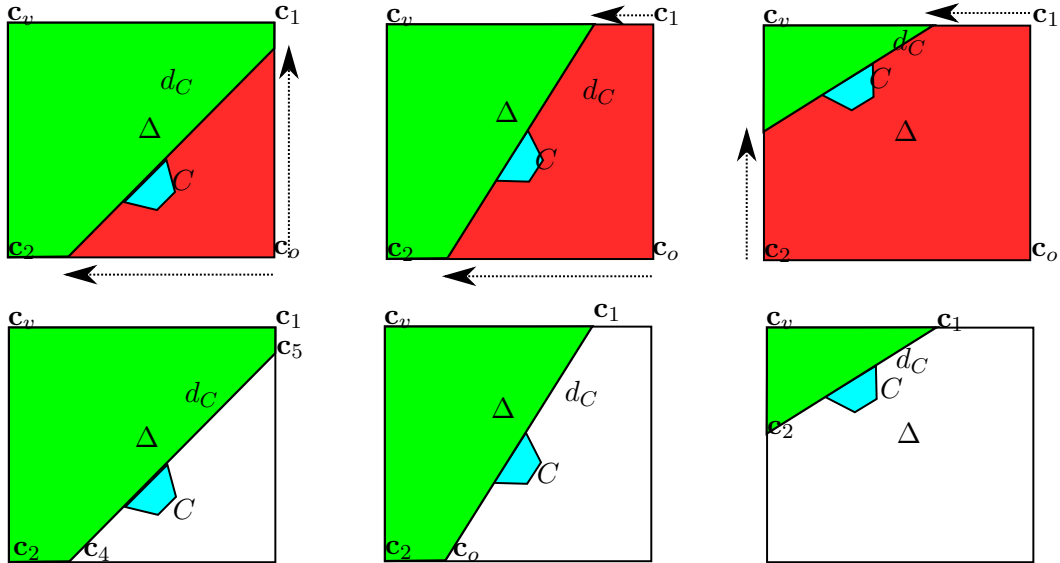 c_v c_1 c_v c_1 c_v c_1
d_C d_C d_C
Δ Δ Δ
C C C
c_2 c_o c_2 c_o c_2 c_o
c_v c_1 c_v c_1 c_v c_1
c_5
d_C d_C d_C
Δ Δ Δ
C C C
c_2 c_4 c_2 c_o c_2